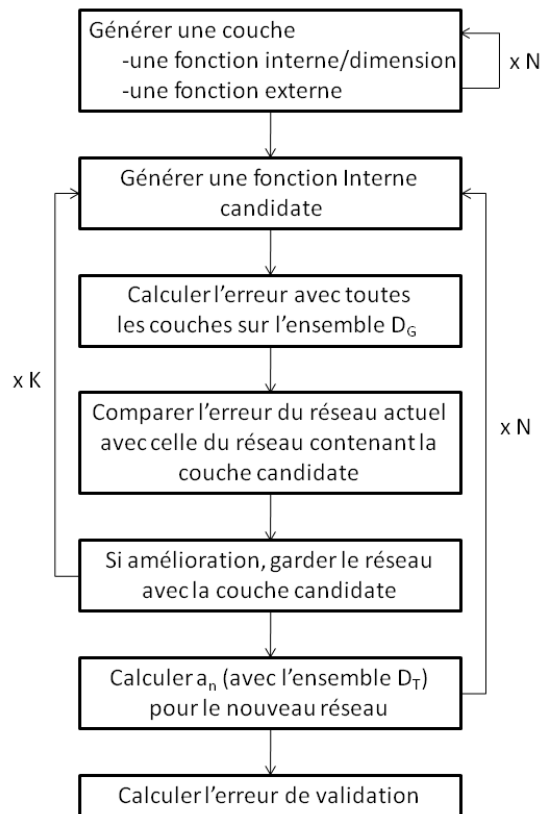 Générer une couche
-une fonction interne/dimension
-une fonction externe
x N
Générer une fonction Interne
candidate
Calculer l'erreur avec toutes
les couches sur l'ensemble D_G
x K
Comparer l'erreur du réseau actuel
avec celle du réseau contenant la
couche candidate
x N
Si amélioration, garder le réseau
avec la couche candidate
Calculer a_n (avec l'ensemble D_T)
pour le nouveau réseau
Calculer l'erreur de validation